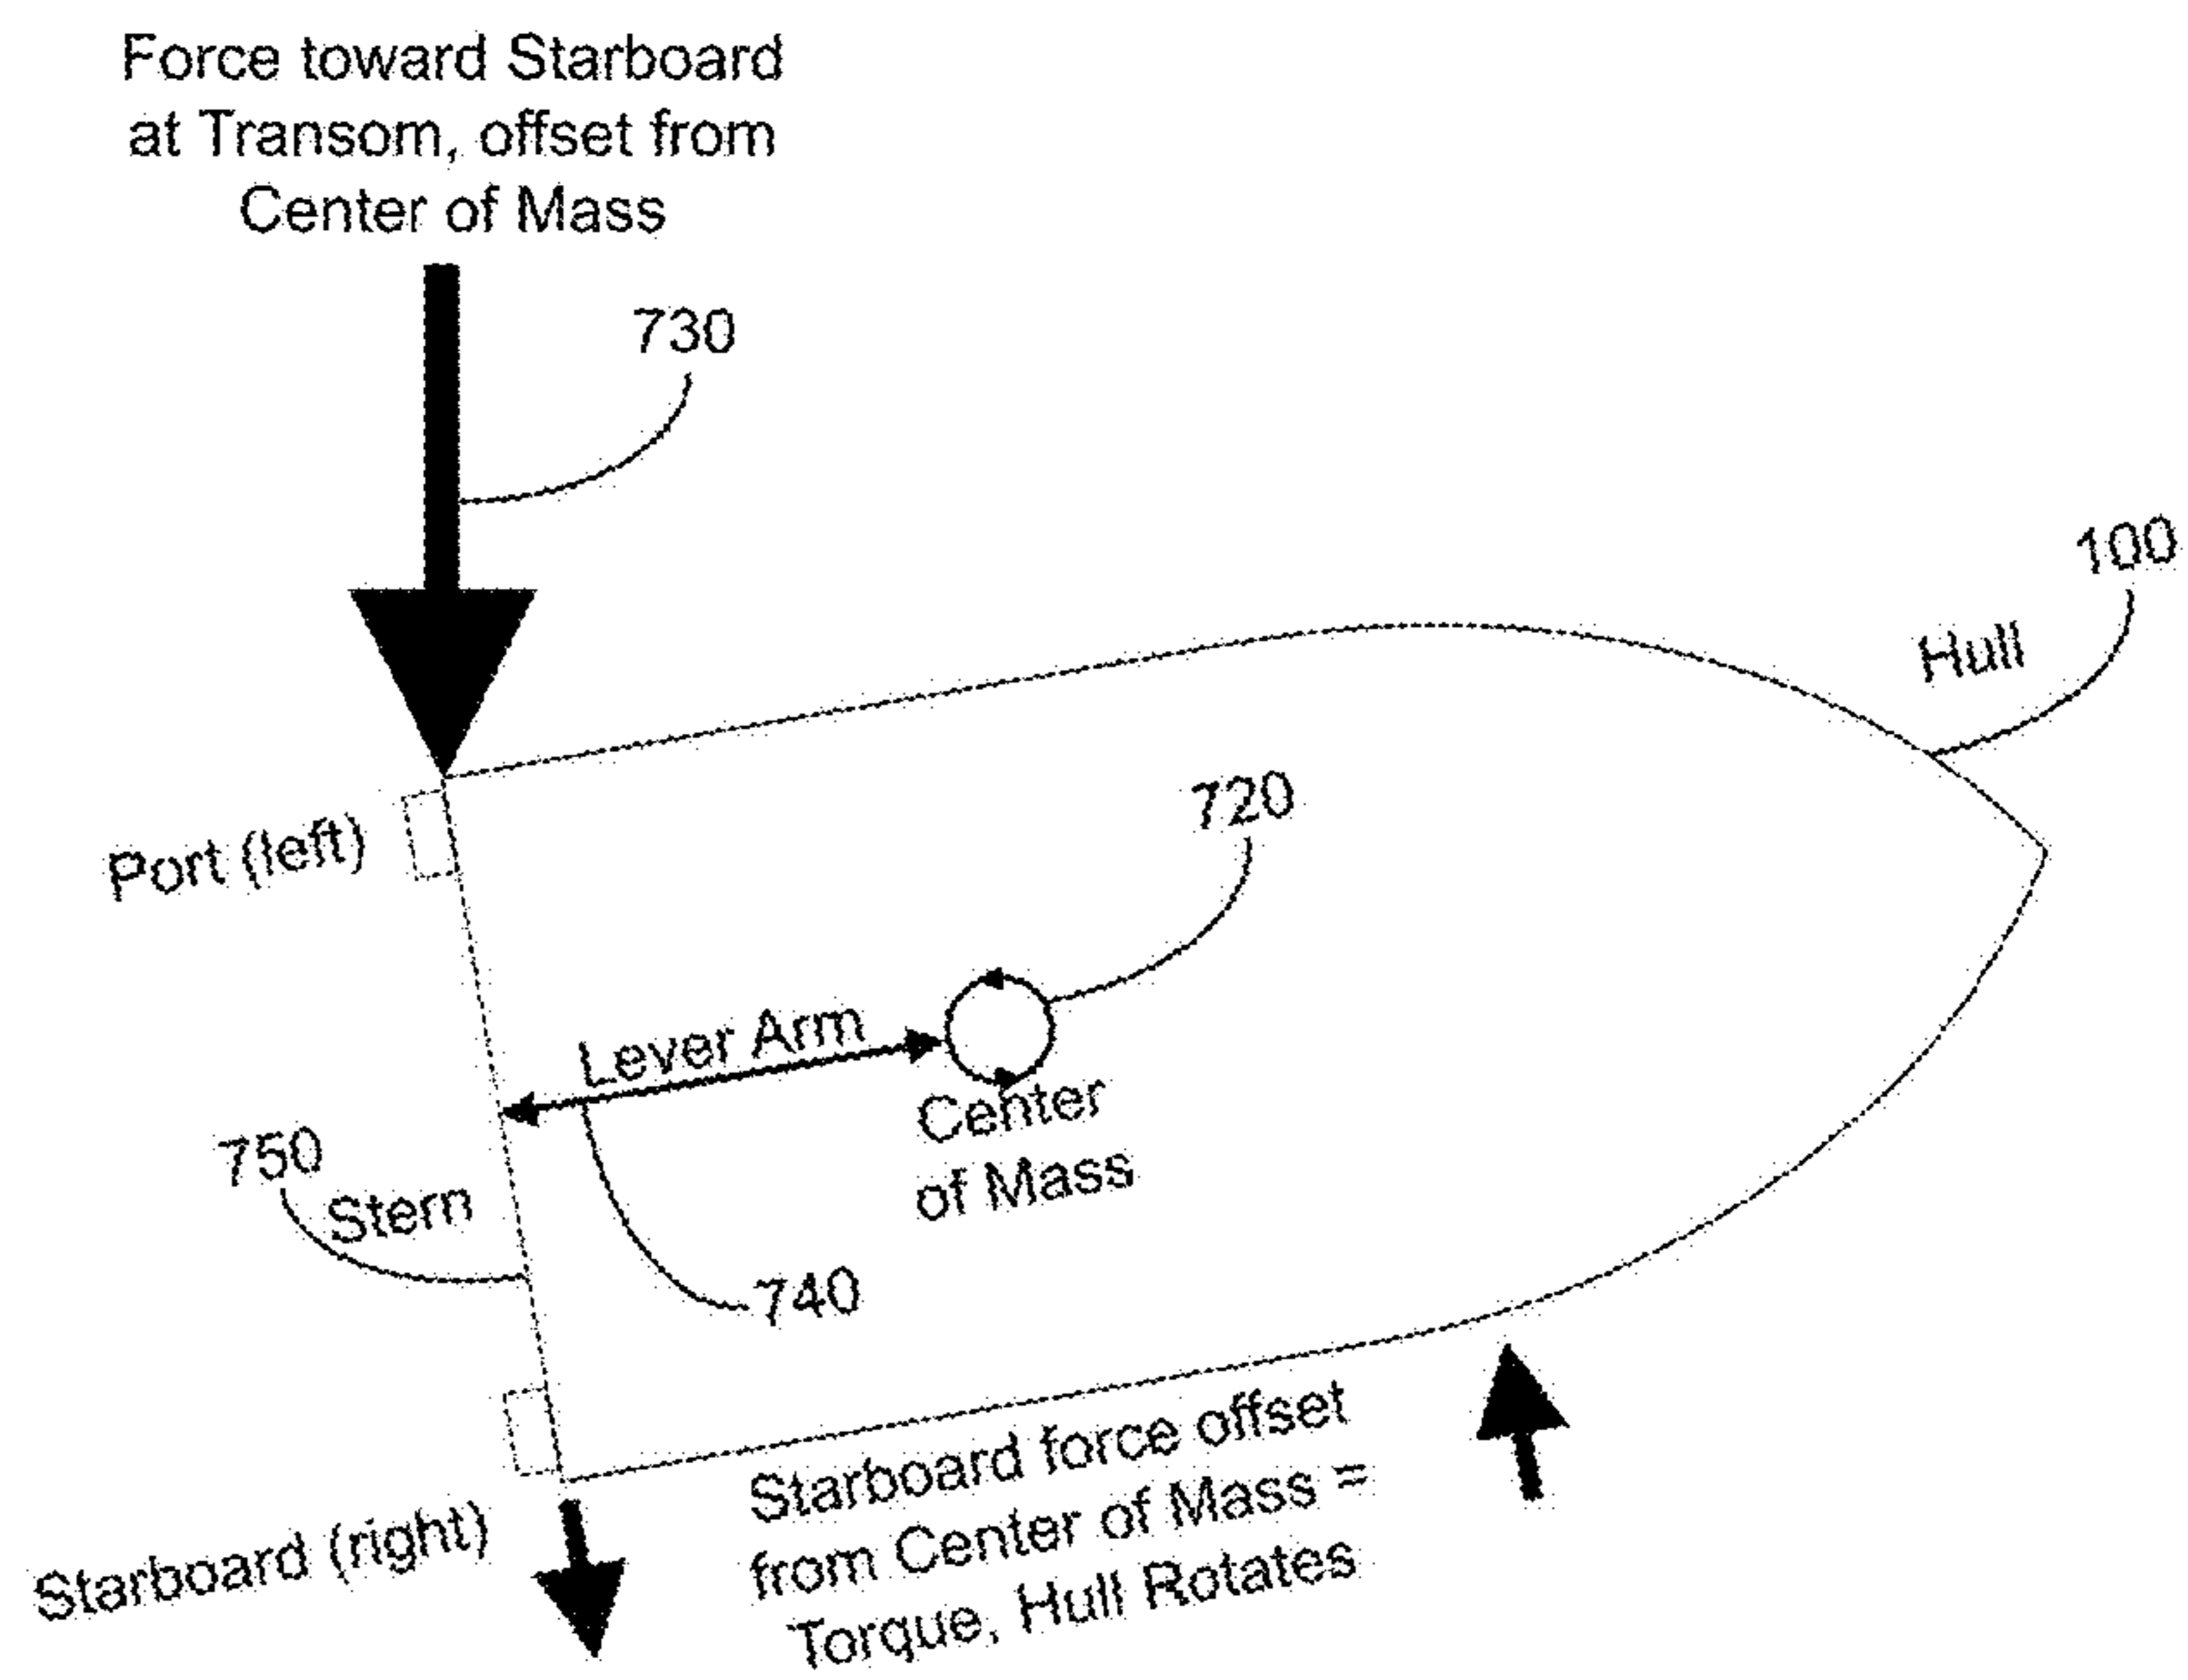 Force toward Starboard
at Transom, offset from
Center of Mass
730
100
Hull
720
Port (left)
Lever Arm
Center
of Mass
750
Stern
740
Starboard force offset
from Center of Mass =
Torque, Hull Rotates
Starboard (right)